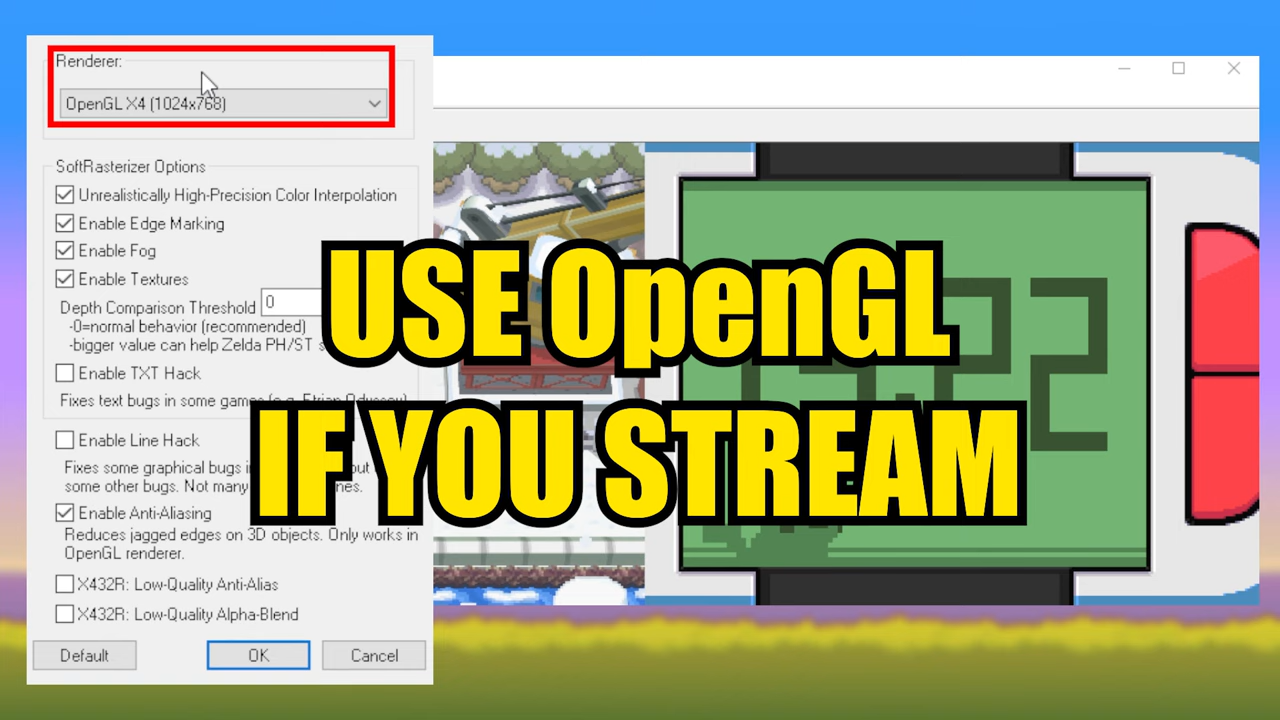 Renderer:
OpenGL X4 (1024x768)
SoftRasterizer Options
Unrealistically High-Precision Color Interpolation
Enable Edge Marking
Enable Fog
Enable Textures
Depth Comparison Threshold 0
-0=normal behavior (recommended)
-bigger value can help Zelda PH/ST
USE OpenGL
Enable TXT Hack
Fixes text bugs in some games (e.g. Etrian Odyssey)
IF YOU STREAM
Enable Line Hack
Fixes some graphical bugs
some other bugs. Not many
Enable Anti-Aliasing
Reduces jagged edges on 3D objects. Only works in
OpenGL renderer.
X432R: Low-Quality Anti-Alias
X432R: Low-Quality Alpha-Blend
Default OK Cancel